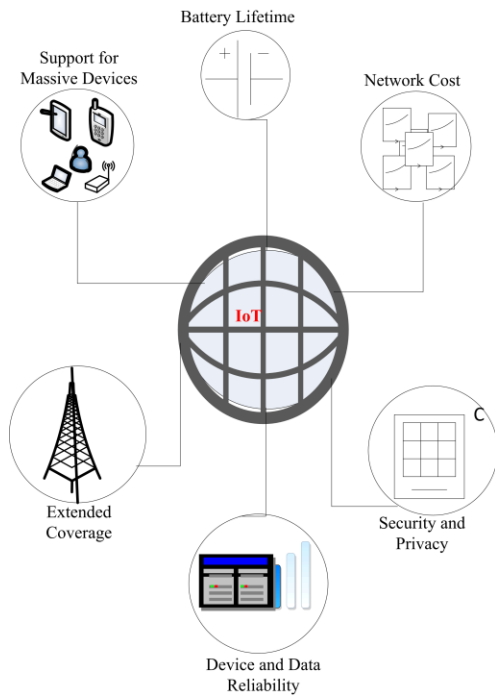 Battery Lifetime
Support for
Massive Devices
Network Cost
+ −
IoT
C
Extended
Coverage
Security and
Privacy
Device and Data
Reliability